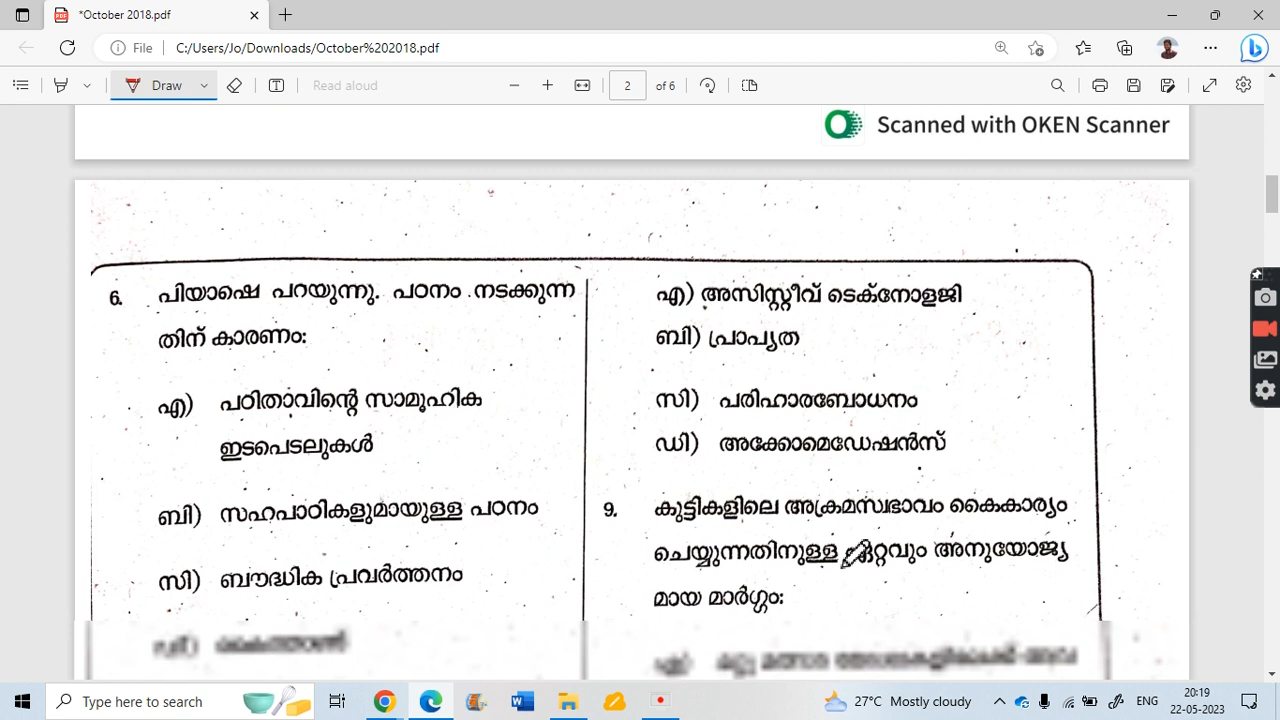 *October 2018.pdf
File
C:/Users/Jo/Downloads/October%202018.pdf
Draw
Read aloud
2
of 6
Scanned with OKEN Scanner
6. പിയാഷെ പറയുന്നു. പഠനം നടക്കുന്ന
തിന് കാരണം:
എ) പഠിതാവിന്റെ സാമൂഹിക
ഇടപെടലുകൾ
ബി) സഹപാഠികളുമായുള്ള പഠനം
സി) ബൗദ്ധിക പ്രവർത്തനം
ഡി) കൈത്താങ്ങ്
എ) അസിസ്റ്റീവ് ടെക്നോളജി
ബി) പ്രാപ്യത
സി) പരിഹാരബോധനം
ഡി) അക്കോമെഡേഷൻസ്
9. കുട്ടികളിലെ അക്രമസ്വഭാവം കൈകാര്യം
ചെയ്യുന്നതിനുള്ള ഏറ്റവും അനുയോജ്യ
മായ മാർഗ്ഗം:
Type here to search
27°C Mostly cloudy
ENG
20:19
22-05-2023